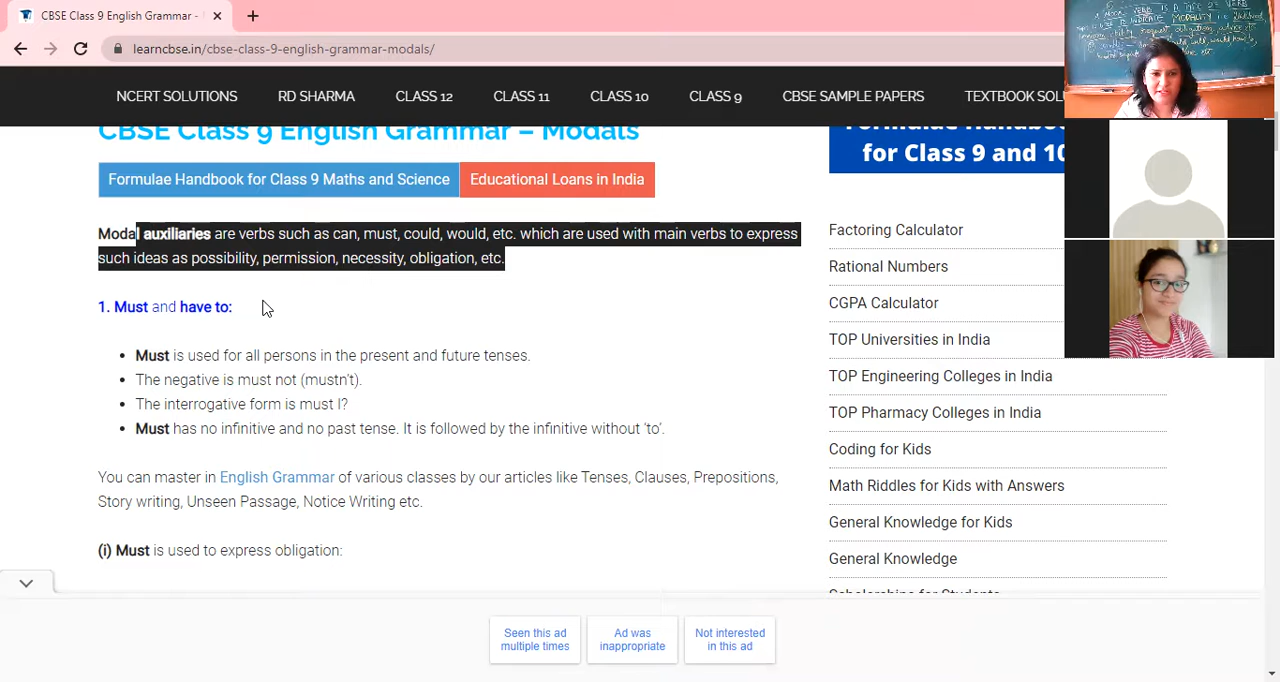 CBSE Class 9 English Grammar -
learncbse.in/cbse-class-9-english-grammar-modals/
NCERT SOLUTIONS RD SHARMA CLASS 12 CLASS 11 CLASS 10 CLASS 9 CBSE SAMPLE PAPERS TEXTBOOK SOLU
CBSE Class 9 English Grammar – Modals
Formulae Handbook for Class 9 Maths and Science
Educational Loans in India
Modal auxiliaries are verbs such as can, must, could, would, etc. which are used with main verbs to express
such ideas as possibility, permission, necessity, obligation, etc.
1. Must and have to:
• Must is used for all persons in the present and future tenses.
• The negative is must not (mustn't).
• The interrogative form is must I?
• Must has no infinitive and no past tense. It is followed by the infinitive without 'to'.
You can master in English Grammar of various classes by our articles like Tenses, Clauses, Prepositions,
Story writing, Unseen Passage, Notice Writing etc.
(i) Must is used to express obligation:
for Class 9 and 10
Factoring Calculator
Rational Numbers
CGPA Calculator
TOP Universities in India
TOP Engineering Colleges in India
TOP Pharmacy Colleges in India
Coding for Kids
Math Riddles for Kids with Answers
General Knowledge for Kids
General Knowledge
Scholarships for Students
Seen this ad
multiple times
Ad was
inappropriate
Not interested
in this ad